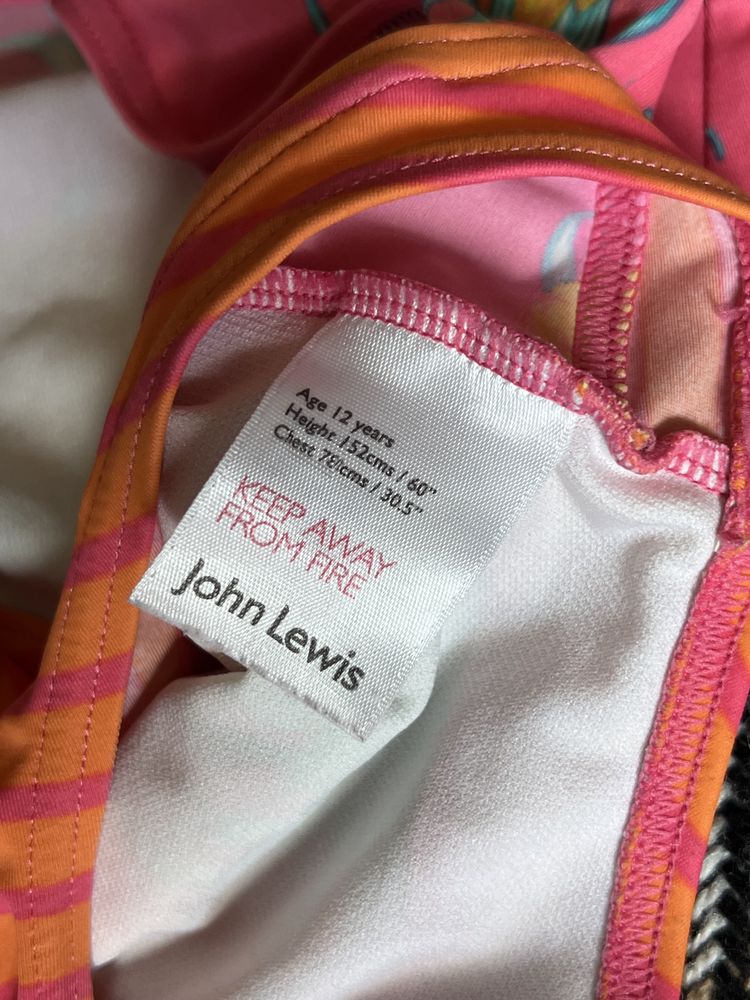 Age 12 years
Height 152cms / 60"
Chest 78cms / 30.5"
KEEP AWAY
FROM FIRE
John Lewis